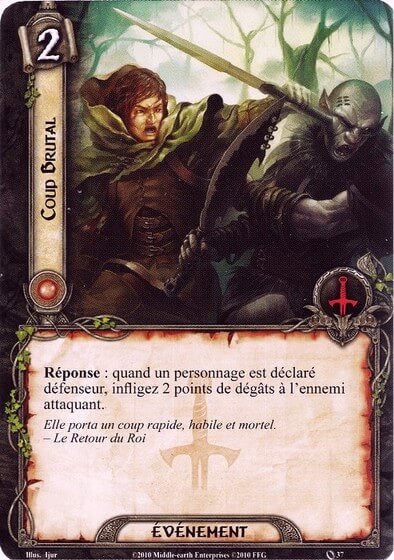 2
COUP BRUTAL
Réponse : quand un personnage est déclaré
défenseur, infligez 2 points de dégâts à l'ennemi
attaquant.
Elle porta un coup rapide, habile et mortel.
– Le Retour du Roi
ÉVÉNEMENT
Illus. Ijur
©2010 Middle-earth Enterprises ©2010 FFG
37